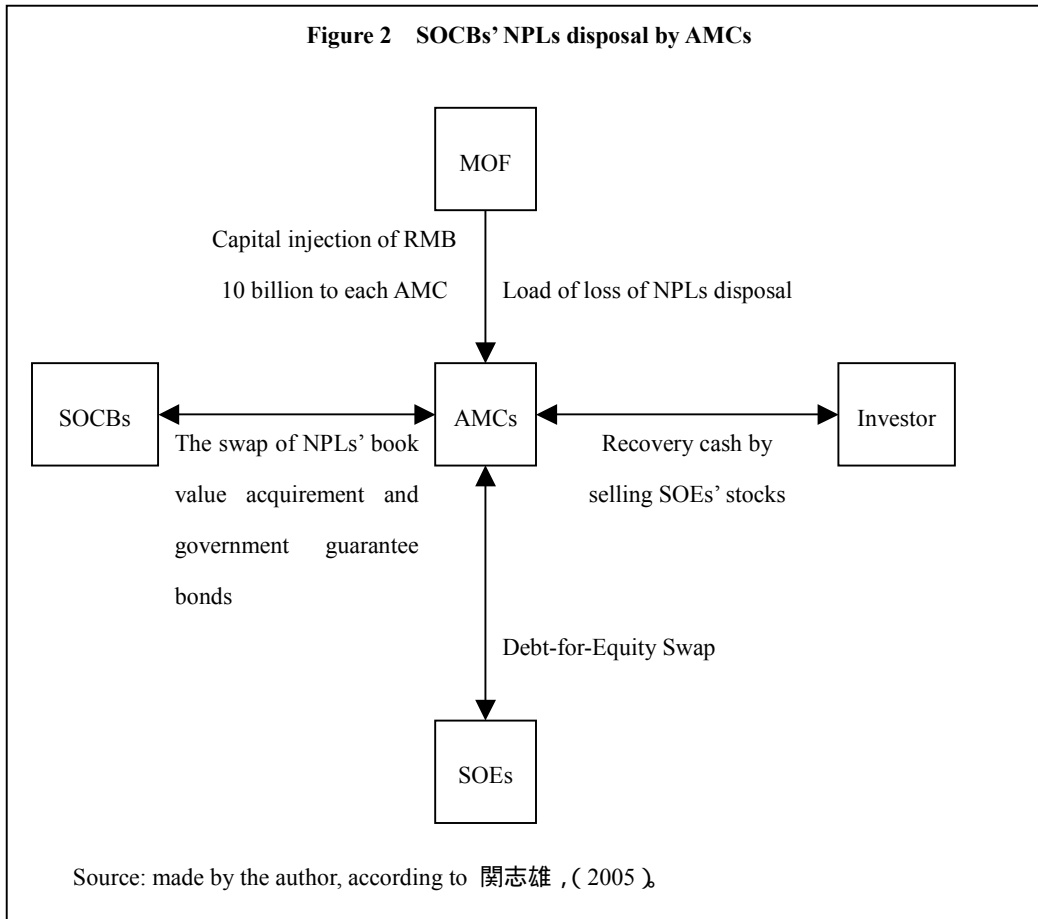 Figure 2 SOCBs’ NPLs disposal by AMCs
MOF
Capital injection of RMB
10 billion to each AMC
Load of loss of NPLs disposal
SOCBs
AMCs
Investor
The swap of NPLs’ book
value acquirement and
government guarantee
bonds
Recovery cash by
selling SOEs’ stocks
Debt-for-Equity Swap
SOEs
Source: made by the author, according to 関志雄 ,( 2005 )。